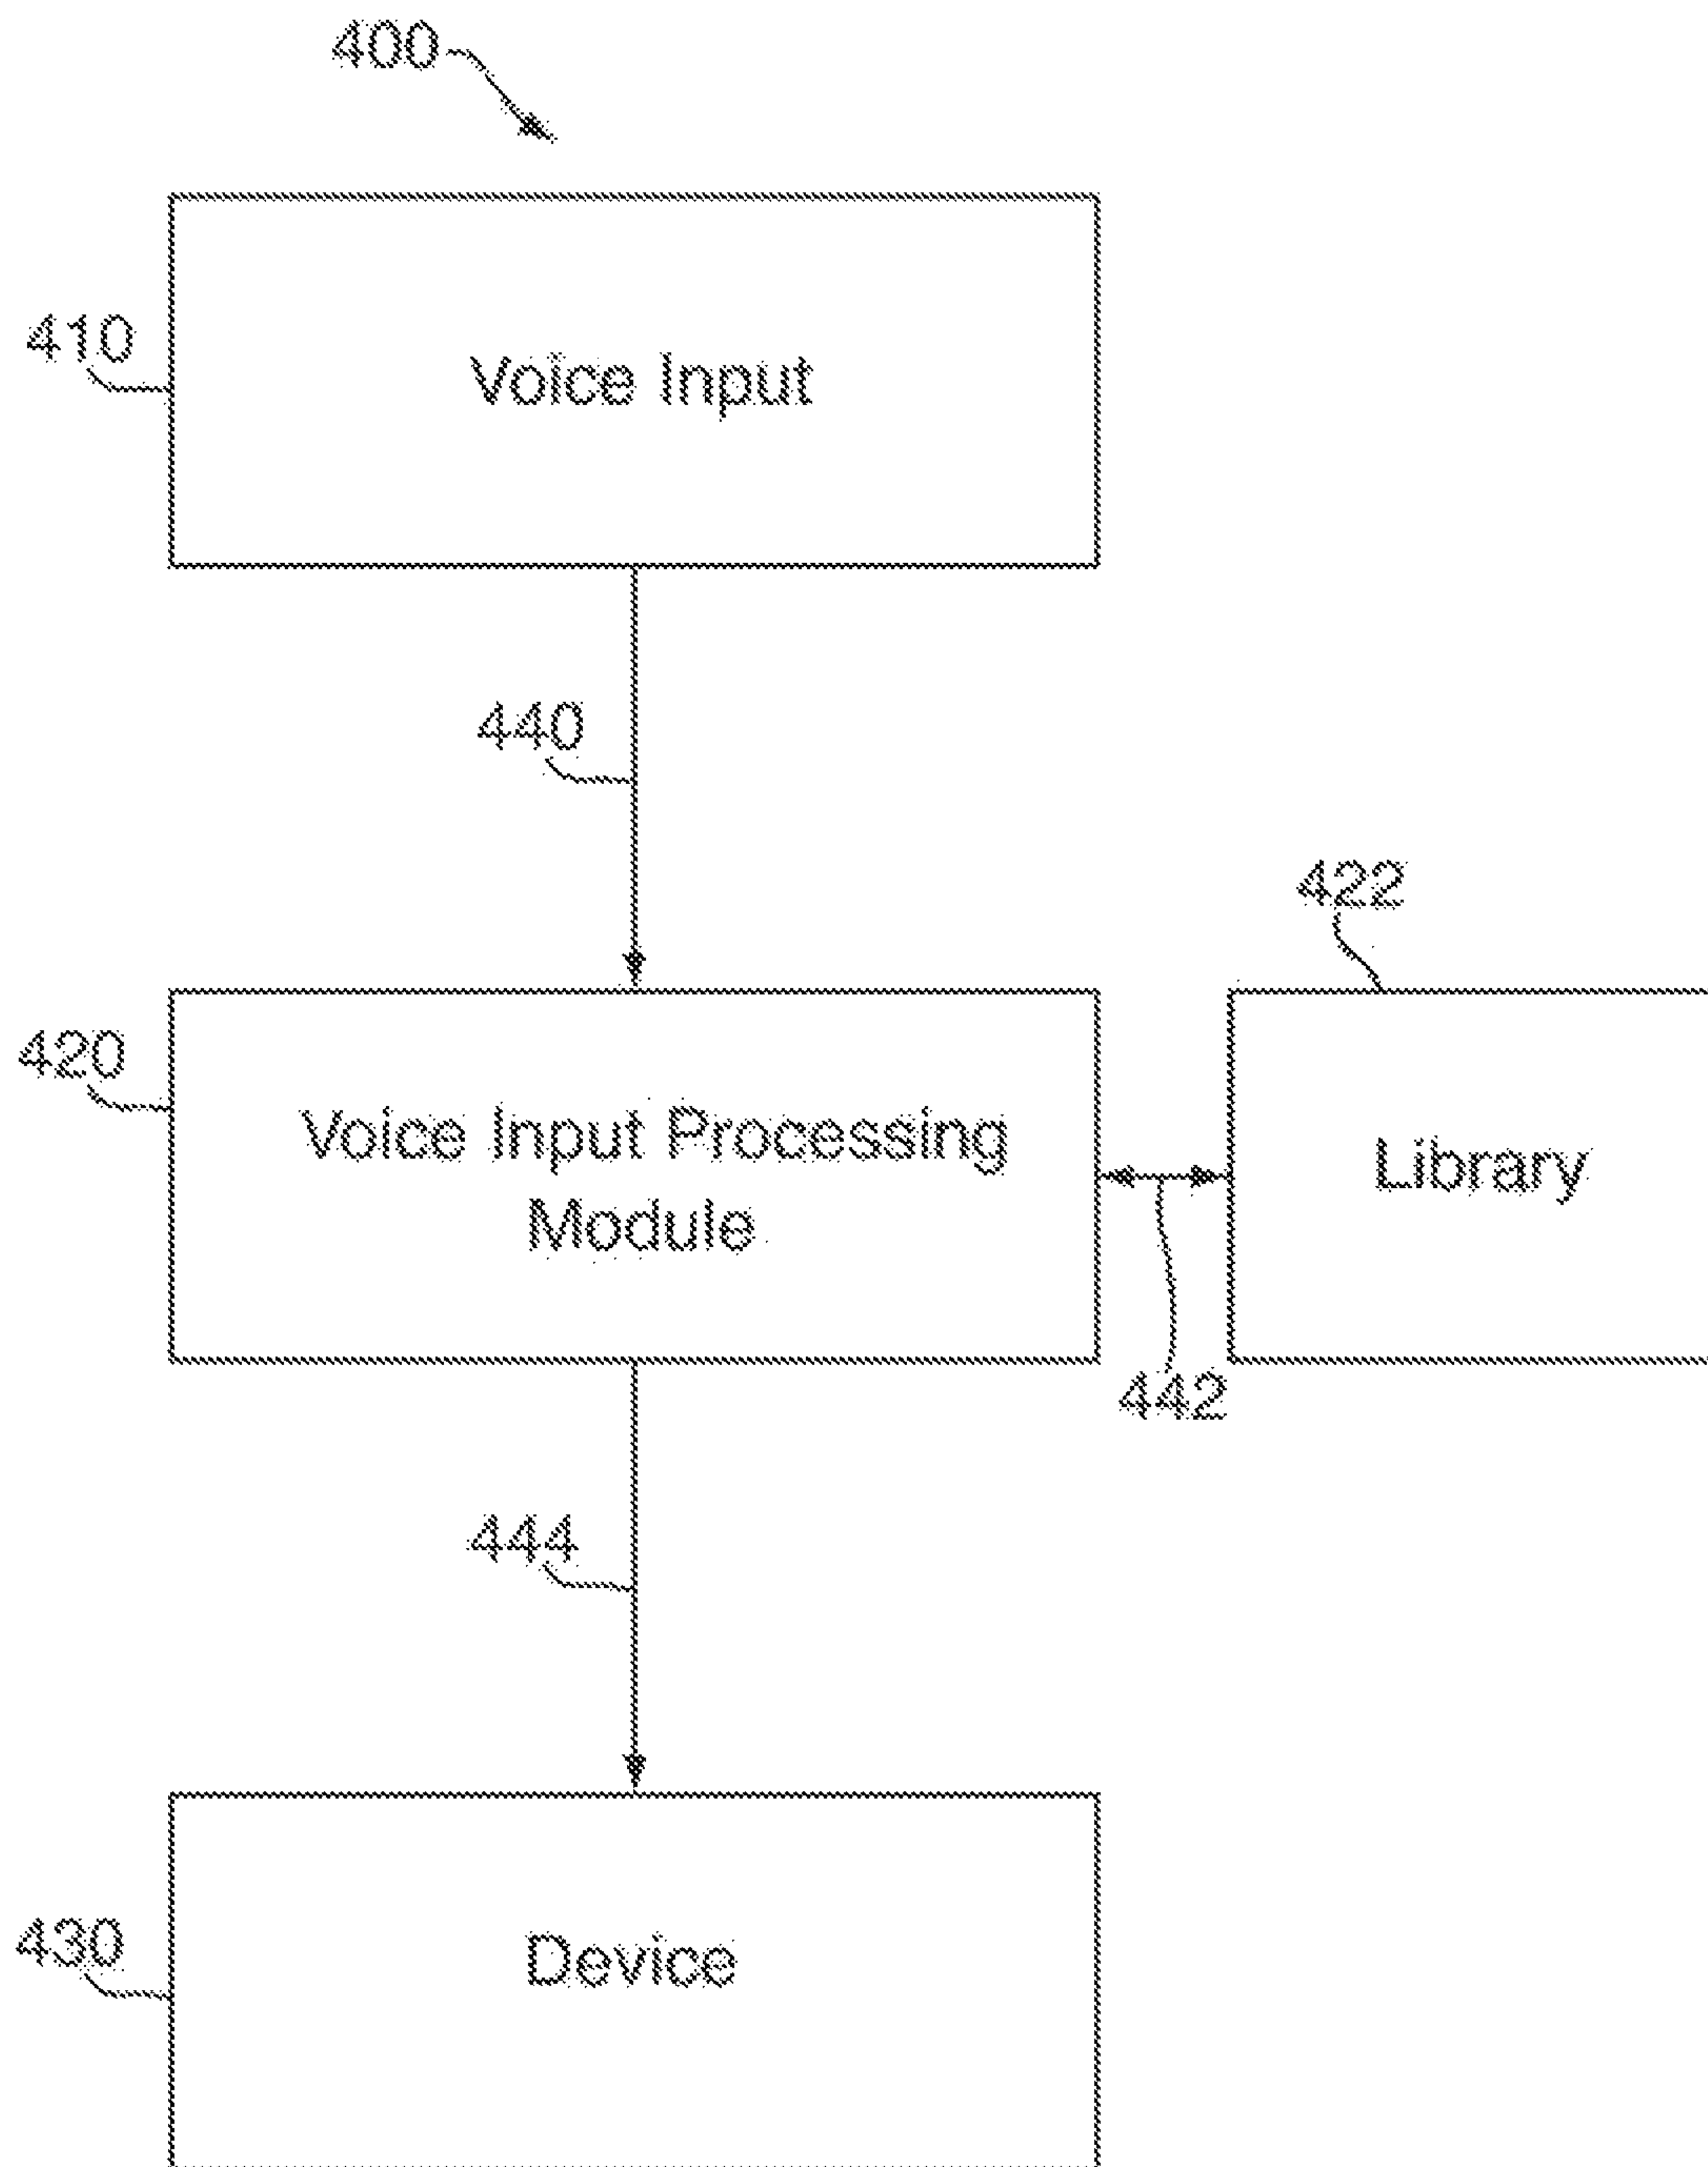 400
410
Voice Input
440
422
420
Voice Input Processing
Module
Library
442
444
430
Device